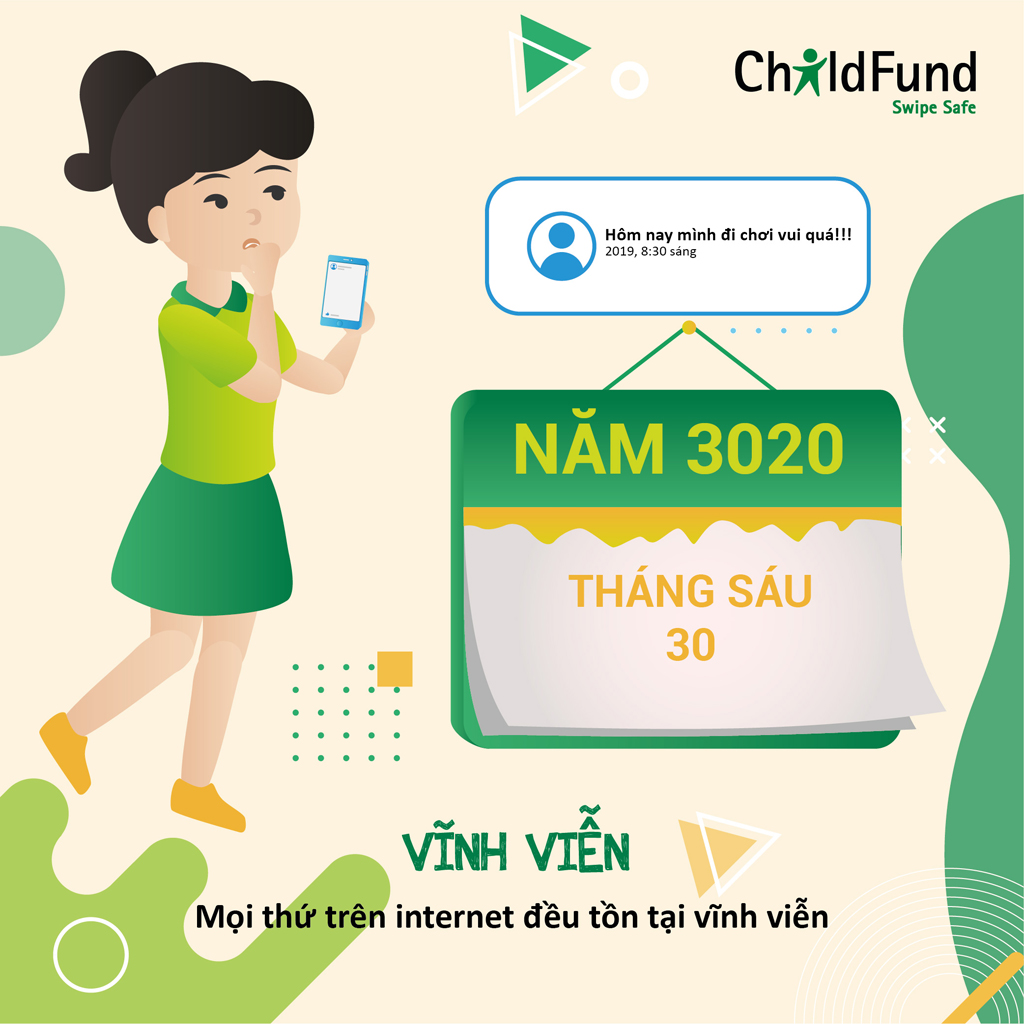 ChildFund
Swipe Safe
Hôm nay mình đi chơi vui quá!!!
2019, 8:30 sáng
NĂM 3020
THÁNG SÁU
30
VĨNH VIỄN
Mọi thứ trên internet đều tồn tại vĩnh viễn